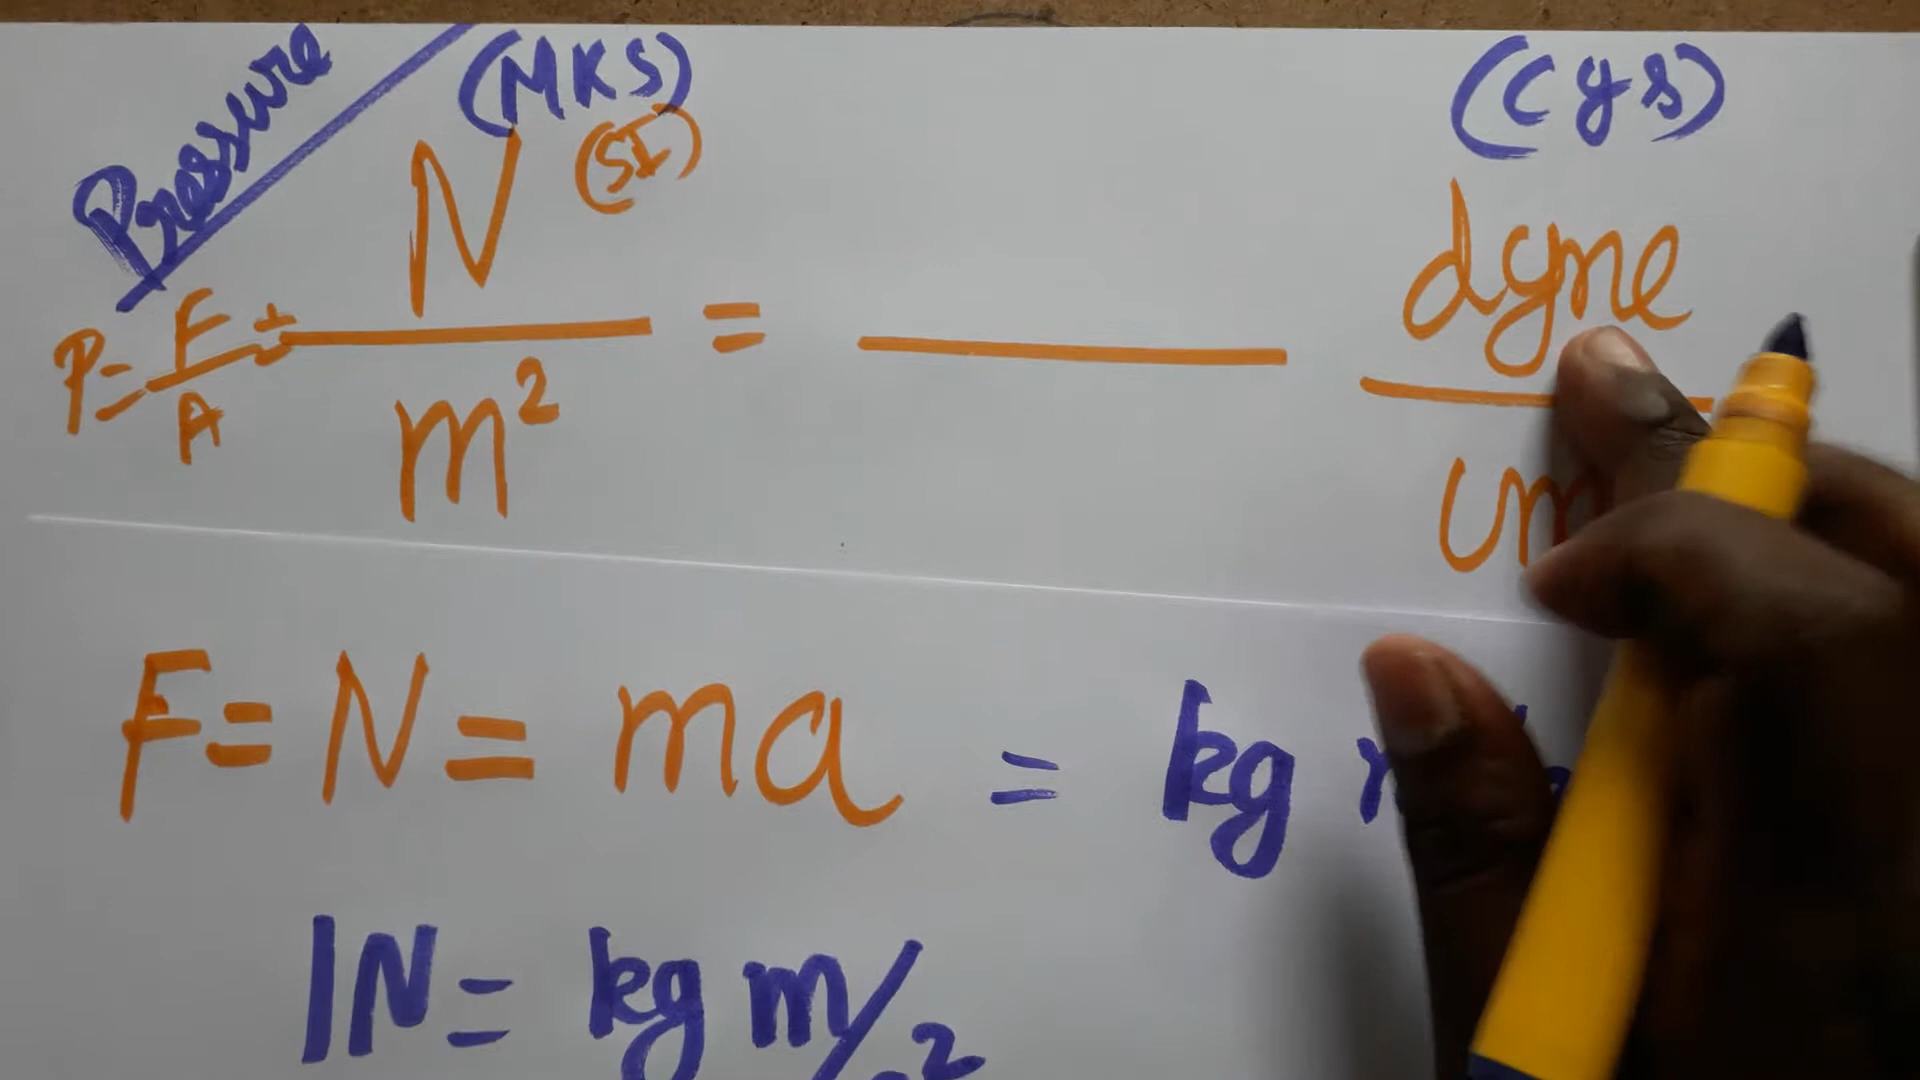 Pressure (MKS) (Cgs)
(SI)
P = F/A = N/m² = ____ dyne/cm
F = N = ma = kg
1N = kg m/s²